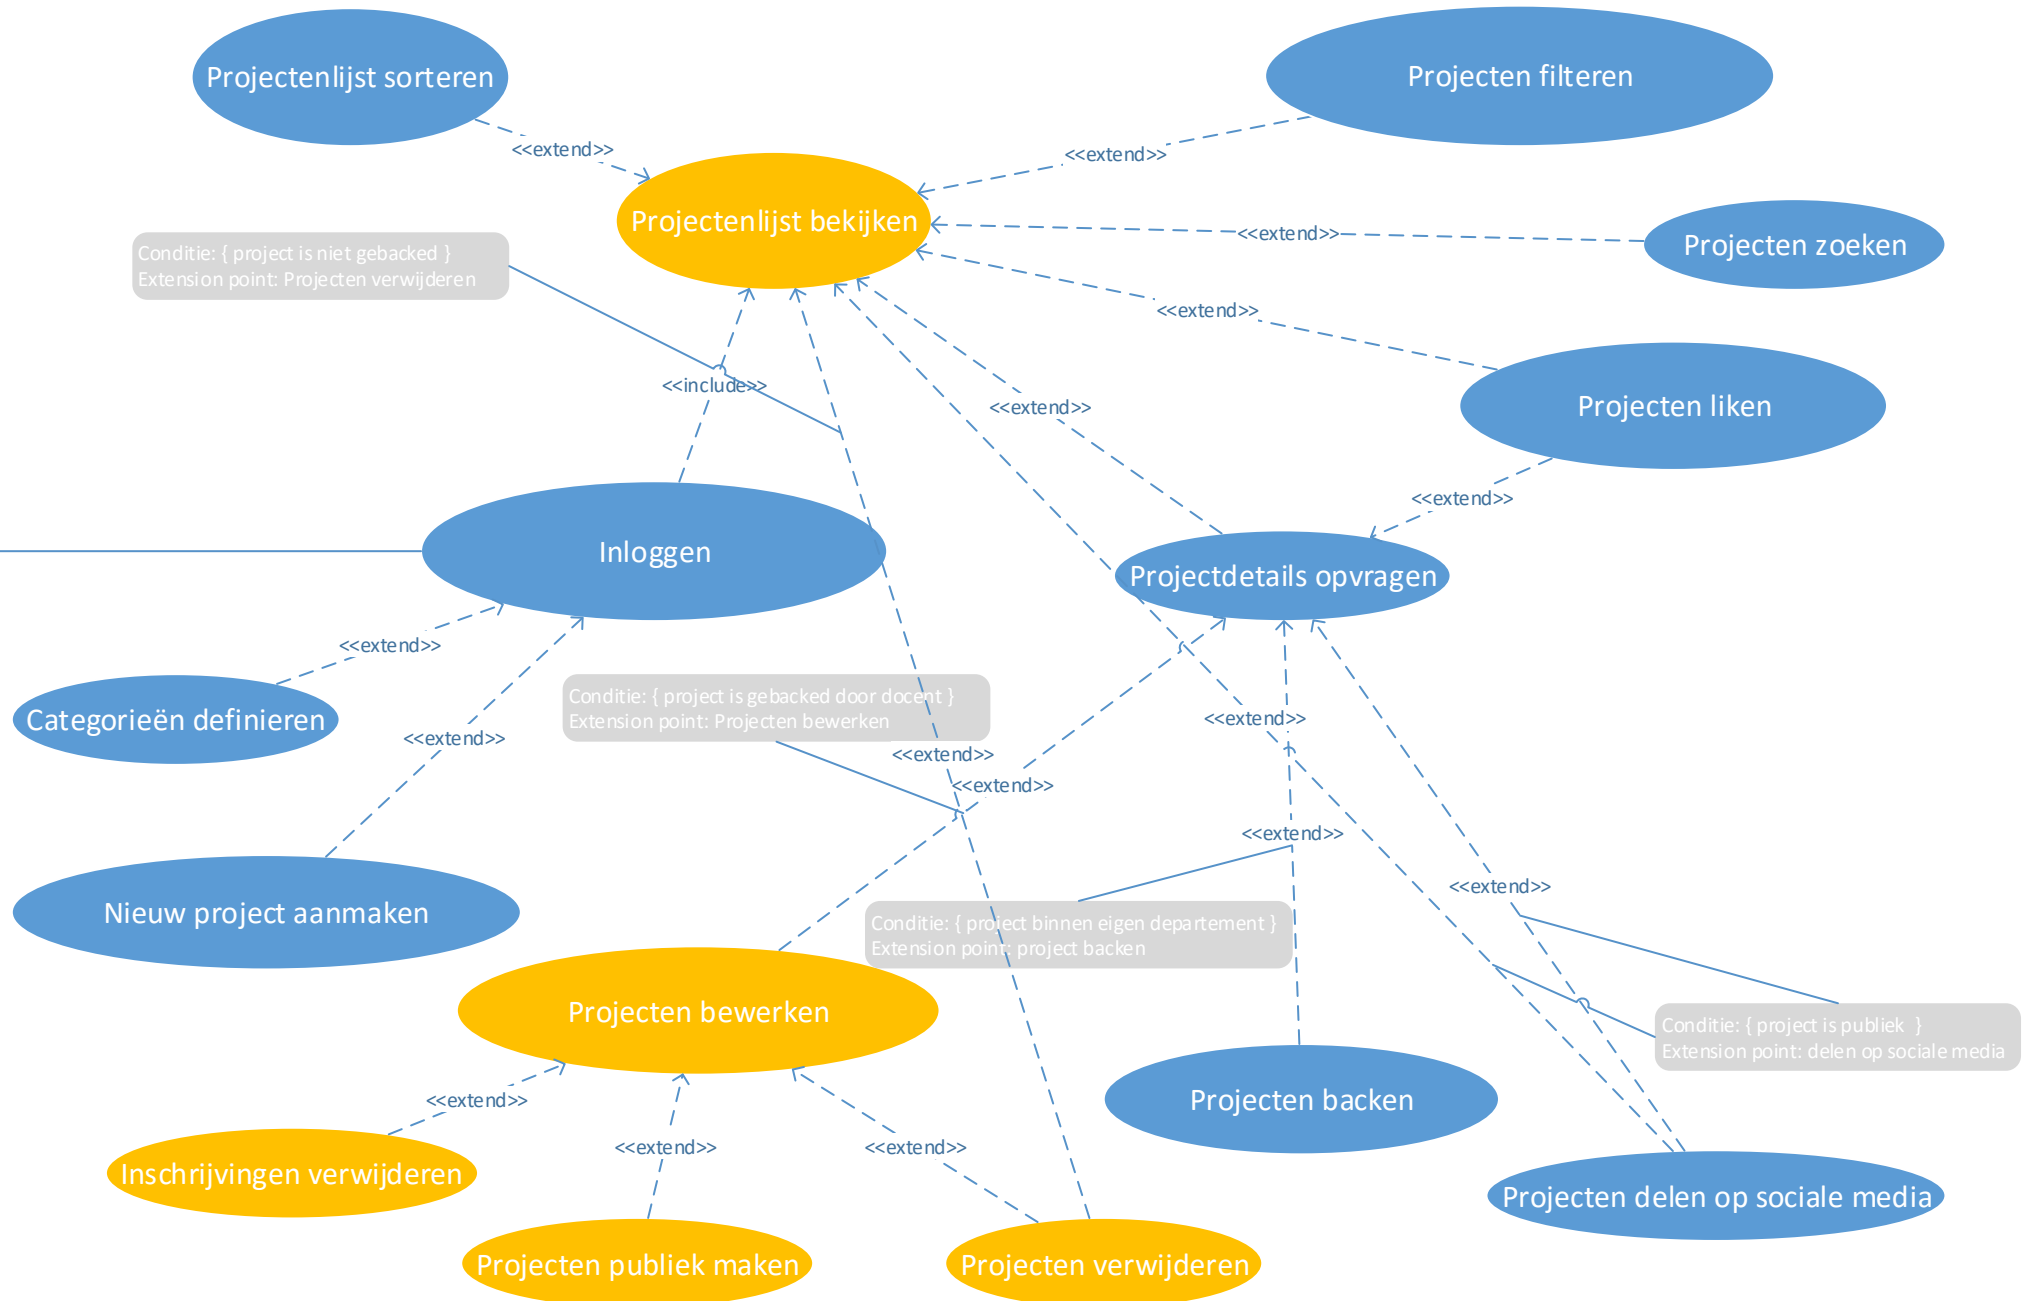 Projectenlijst sorteren
Projecten filteren
<<extend>>
<<extend>>
Projectenlijst bekijken
<<extend>>
Projecten zoeken
Conditie: { project is niet gebacked }
Extension point: Projecten verwijderen
<<extend>>
<<include>>
<<extend>>
Projecten liken
<<extend>>
Inloggen
Projectdetails opvragen
<<extend>>
Categorieën definieren
Conditie: { project is gebacked door docent }
Extension point: Projecten bewerken
<<extend>>
<<extend>>
<<extend>>
<<extend>>
<<extend>>
<<extend>>
Nieuw project aanmaken
Conditie: { project binnen eigen departement }
Extension point: project backen
Projecten bewerken
Conditie: { project is publiek }
Extension point: delen op sociale media
<<extend>>
Projecten backen
<<extend>>
<<extend>>
Inschrijvingen verwijderen
Projecten delen op sociale media
Projecten publiek maken
Projecten verwijderen